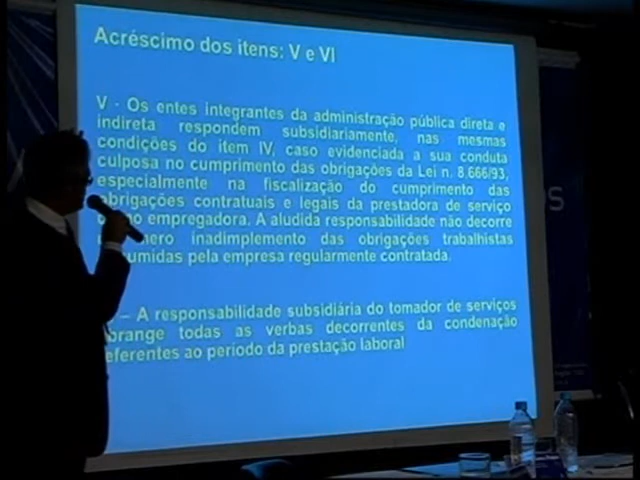 Acréscimo dos itens: V e VI
V - Os entes integrantes da administração pública direta e
indireta respondem subsidiariamente, nas mesmas
condições do item IV, caso evidenciada a sua conduta
culposa no cumprimento das obrigações da Lei n. 8.666/93,
especialmente na fiscalização do cumprimento das
obrigações contratuais e legais da prestadora de serviço
empregadora. A aludida responsabilidade não decorre
inadimplemento das obrigações trabalhistas
pela empresa regularmente contratada.
– A responsabilidade subsidiária do tomador de serviços
todas as verbas decorrentes da condenação
ao período da prestação laboral